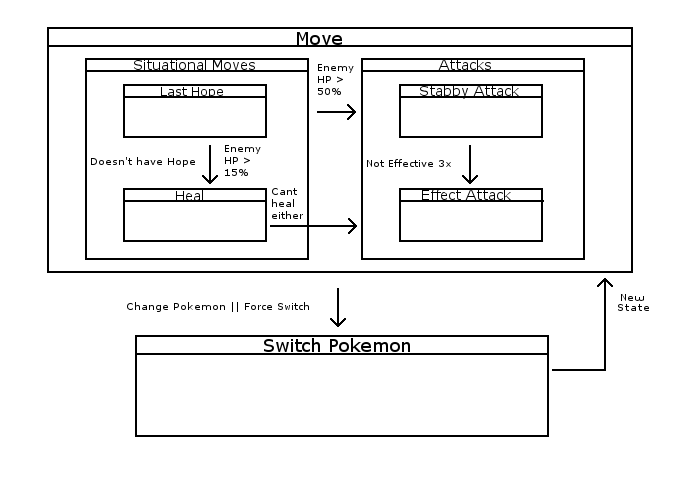 Move
Situational Moves
Last Hope
Enemy
HP >
50%
Attacks
Stabby Attack
Doesn't have Hope
Enemy
HP >
15%
Not Effective 3x
Heal
Cant
heal
either
Effect Attack
Change Pokemon || Force Switch
New
State
Switch Pokemon